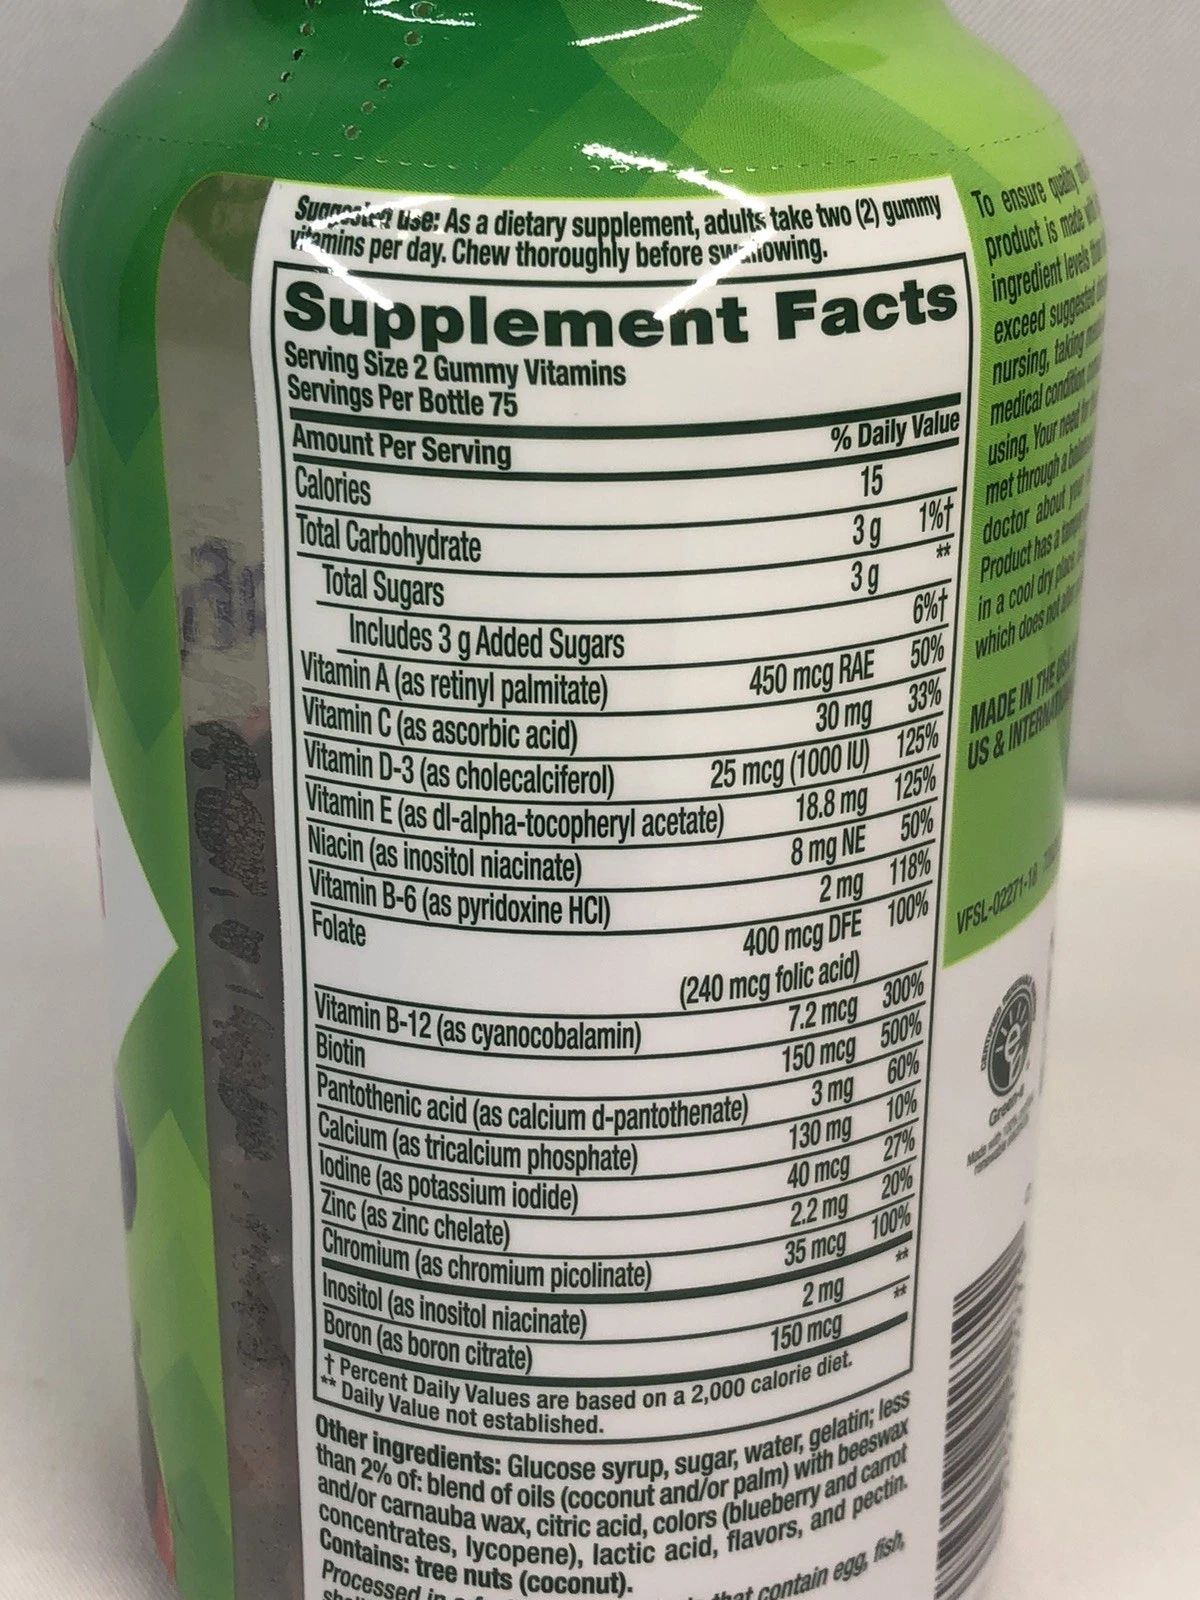 Suggested use: As a dietary supplement, adults take two (2) gummy
vitamins per day. Chew thoroughly before swallowing.
Supplement Facts
Serving Size 2 Gummy Vitamins
Servings Per Bottle 75
Amount Per Serving % Daily Value
Calories 15
Total Carbohydrate 3 g 1%†
Total Sugars 3 g **
Includes 3 g Added Sugars 6%†
Vitamin A (as retinyl palmitate) 450 mcg RAE 50%
Vitamin C (as ascorbic acid) 30 mg 33%
Vitamin D-3 (as cholecalciferol) 25 mcg (1000 IU) 125%
Vitamin E (as dl-alpha-tocopheryl acetate) 18.8 mg 125%
Niacin (as inositol niacinate) 8 mg NE 50%
Vitamin B-6 (as pyridoxine HCl) 2 mg 118%
Folate 400 mcg DFE 100%
(240 mcg folic acid)
Vitamin B-12 (as cyanocobalamin) 7.2 mcg 300%
Biotin 150 mcg 500%
Pantothenic acid (as calcium d-pantothenate) 3 mg 60%
Calcium (as tricalcium phosphate) 130 mg 10%
Iodine (as potassium iodide) 40 mcg 27%
Zinc (as zinc chelate) 2.2 mg 20%
Chromium (as chromium picolinate) 35 mcg 100%
Inositol (as inositol niacinate) 2 mg **
Boron (as boron citrate) 150 mcg **
† Percent Daily Values are based on a 2,000 calorie diet.
** Daily Value not established.
Other ingredients: Glucose syrup, sugar, water, gelatin; less
than 2% of: blend of oils (coconut and/or palm) with beeswax
and/or carnauba wax, citric acid, colors (blueberry and carrot
concentrates, lycopene), lactic acid, flavors, and pectin.
Contains: tree nuts (coconut).
Processed in that contain egg, fish,
To ensure quality
product is made
ingredient levels
exceed suggested
nursing, taking
medical condition,
using. Your need
met through a
doctor about your
Product has a
in a cool dry place
which does not
MADE IN THE USA
US &
VFSL-02271-18
CERTIFIED
Green-e